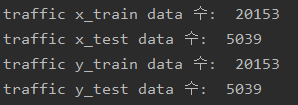 traffic x_train data 수:  20153
traffic x_test data 수:  5039
traffic y_train data 수:  20153
traffic y_test data 수:  5039